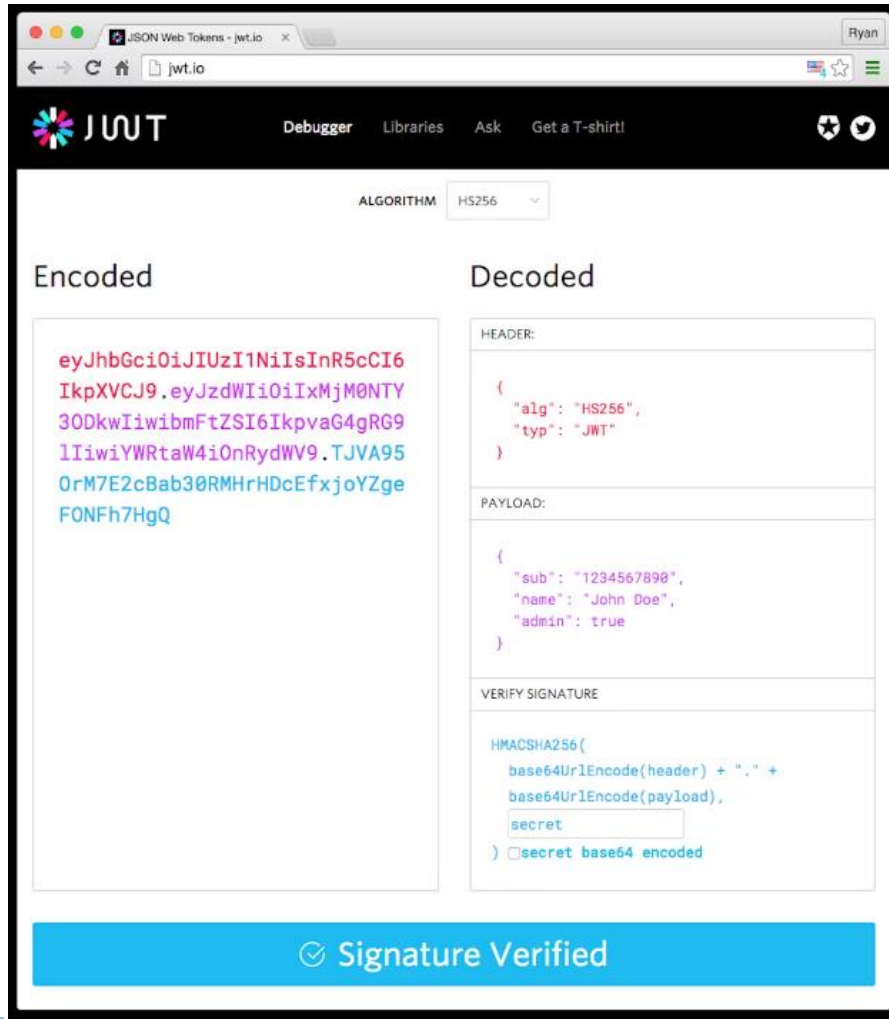 JSON Web Tokens - jwt.io
Ryan
jwt.io
JWT
Debugger Libraries Ask Get a T-shirt!
ALGORITHM HS256
Encoded
Decoded
eyJhbGciOiJIUzI1NiIsInR5cCI6
IkpXVCJ9.eyJzdWIiOiIxMjM0NTY
3ODkwIiwibmFtZSI6IkpvaG4gRG9
lIiwiYWRtaW4iOnRydWV9.TJVA95
OrM7E2cBab30RMHrHDcEfxjoYZge
FONFh7HgQ
HEADER:
{
"alg": "HS256",
"typ": "JWT"
}
PAYLOAD:
{
"sub": "1234567890",
"name": "John Doe",
"admin": true
}
VERIFY SIGNATURE
HMACSHA256(
base64UrlEncode(header) + "." +
base64UrlEncode(payload),
secret
) secret base64 encoded
Signature Verified